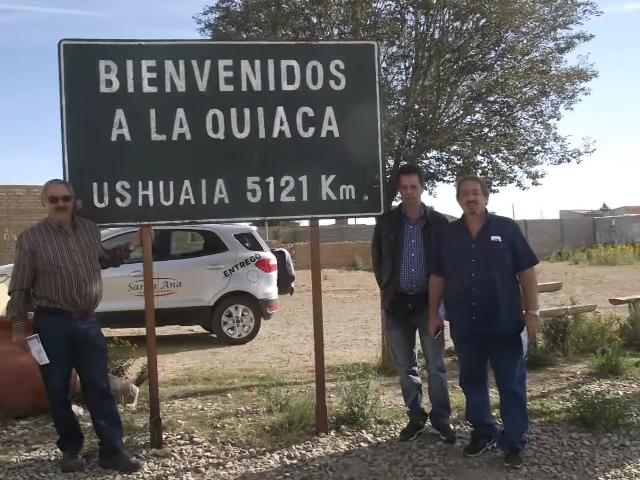 BIENVENIDOS
A LA QUIACA
USHUAIA 5121 Km.
ENTREGO
Santa Ana